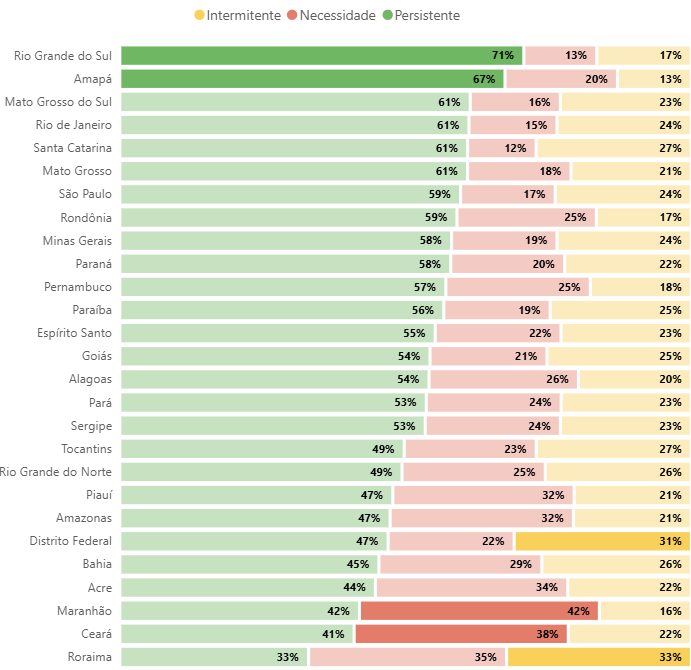 Intermitente Necessidade Persistente
Rio Grande do Sul 71% 13% 17%
Amapá 67% 20% 13%
Mato Grosso do Sul 61% 16% 23%
Rio de Janeiro 61% 15% 24%
Santa Catarina 61% 12% 27%
Mato Grosso 61% 18% 21%
São Paulo 59% 17% 24%
Rondônia 59% 25% 17%
Minas Gerais 58% 19% 24%
Paraná 58% 20% 22%
Pernambuco 57% 25% 18%
Paraíba 56% 19% 25%
Espírito Santo 55% 22% 23%
Goiás 54% 21% 25%
Alagoas 54% 26% 20%
Pará 53% 24% 23%
Sergipe 53% 24% 23%
Tocantins 49% 23% 27%
Rio Grande do Norte 49% 25% 26%
Piauí 47% 32% 21%
Amazonas 47% 32% 21%
Distrito Federal 47% 22% 31%
Bahia 45% 29% 26%
Acre 44% 34% 22%
Maranhão 42% 42% 16%
Ceará 41% 38% 22%
Roraima 33% 35% 33%